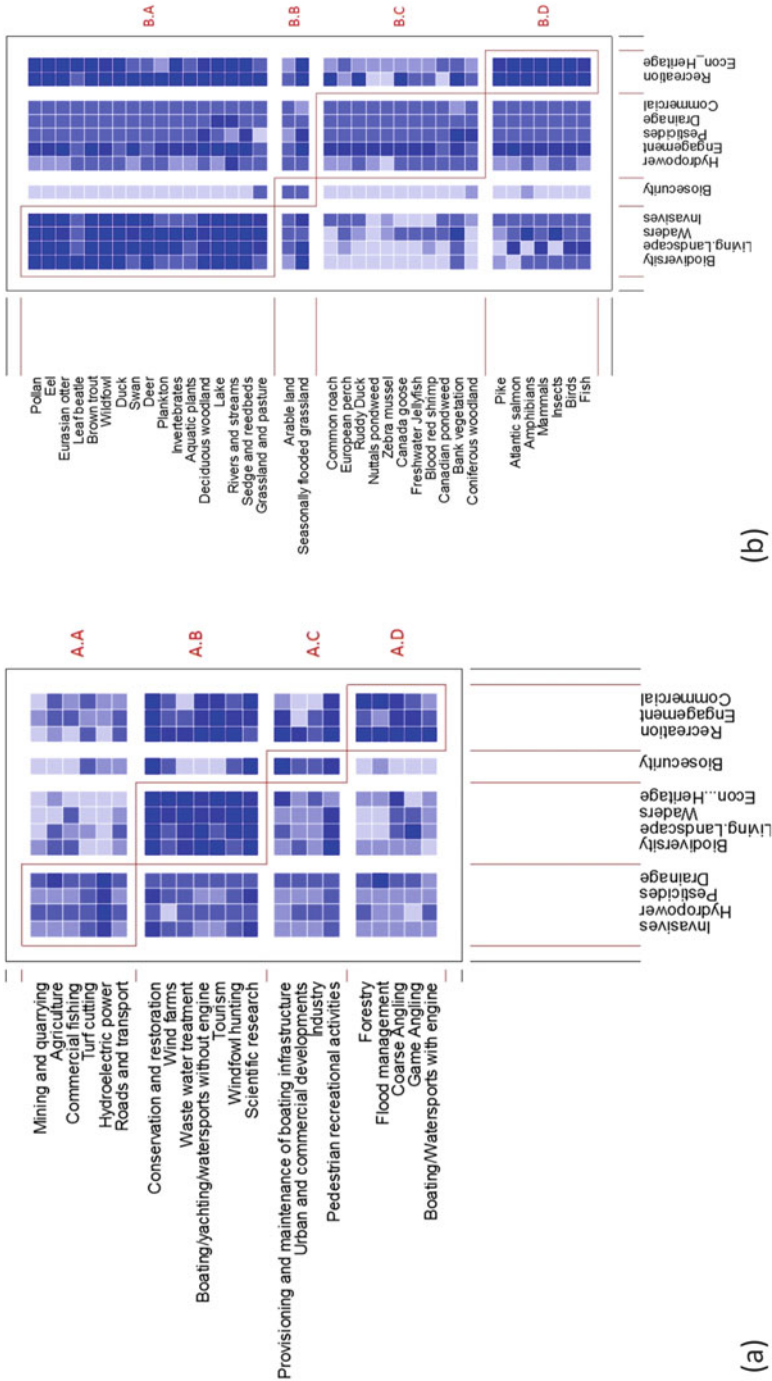 B.A
B.B
B.C
B.D
Pollan
Eel
Eurasian otter
Leaf beatle
Brown trout
Wildfowl
Duck
Swan
Deer
Plankton
Invertebrates
Aquatic plants
Deciduous woodland
Lake
Rivers and streams
Sedge and reedbeds
Grassland and pasture
Arable land
Seasonally flooded grassland
Common roach
European perch
Ruddy Duck
Nuttals pondweed
Zebra mussel
Canada goose
Freshwater Jellyfish
Blood red shrimp
Canadian pondweed
Bank vegetation
Coniferous woodland
Pike
Atlantic salmon
Amphibians
Mammals
Insects
Birds
Fish
Econ_Heritage
Recreation
Commercial
Drainage
Pesticides
Engagement
Hydropower
Biosecurity
Invasives
Waders
Living.Landscape
Biodiversity
(b)
A.A
A.B
A.C
A.D
Mining and quarrying
Agriculture
Commercial fishing
Turf cutting
Hydroelectric power
Roads and transport
Conservation and restoration
Wind farms
Waste water treatment
Boating/yachting/watersports without engine
Tourism
Windfowl hunting
Scientific research
Provisioning and maintenance of boating infrastructure
Urban and commercial developments
Industry
Pedestrian recreational activities
Forestry
Flood management
Coarse Angling
Game Angling
Boating/Watersports with engine
Commercial
Engagement
Recreation
Biosecurity
Econ...Heritage
Waders
Living.Landscape
Biodiversity
Drainage
Pesticides
Hydropower
Invasives
(a)